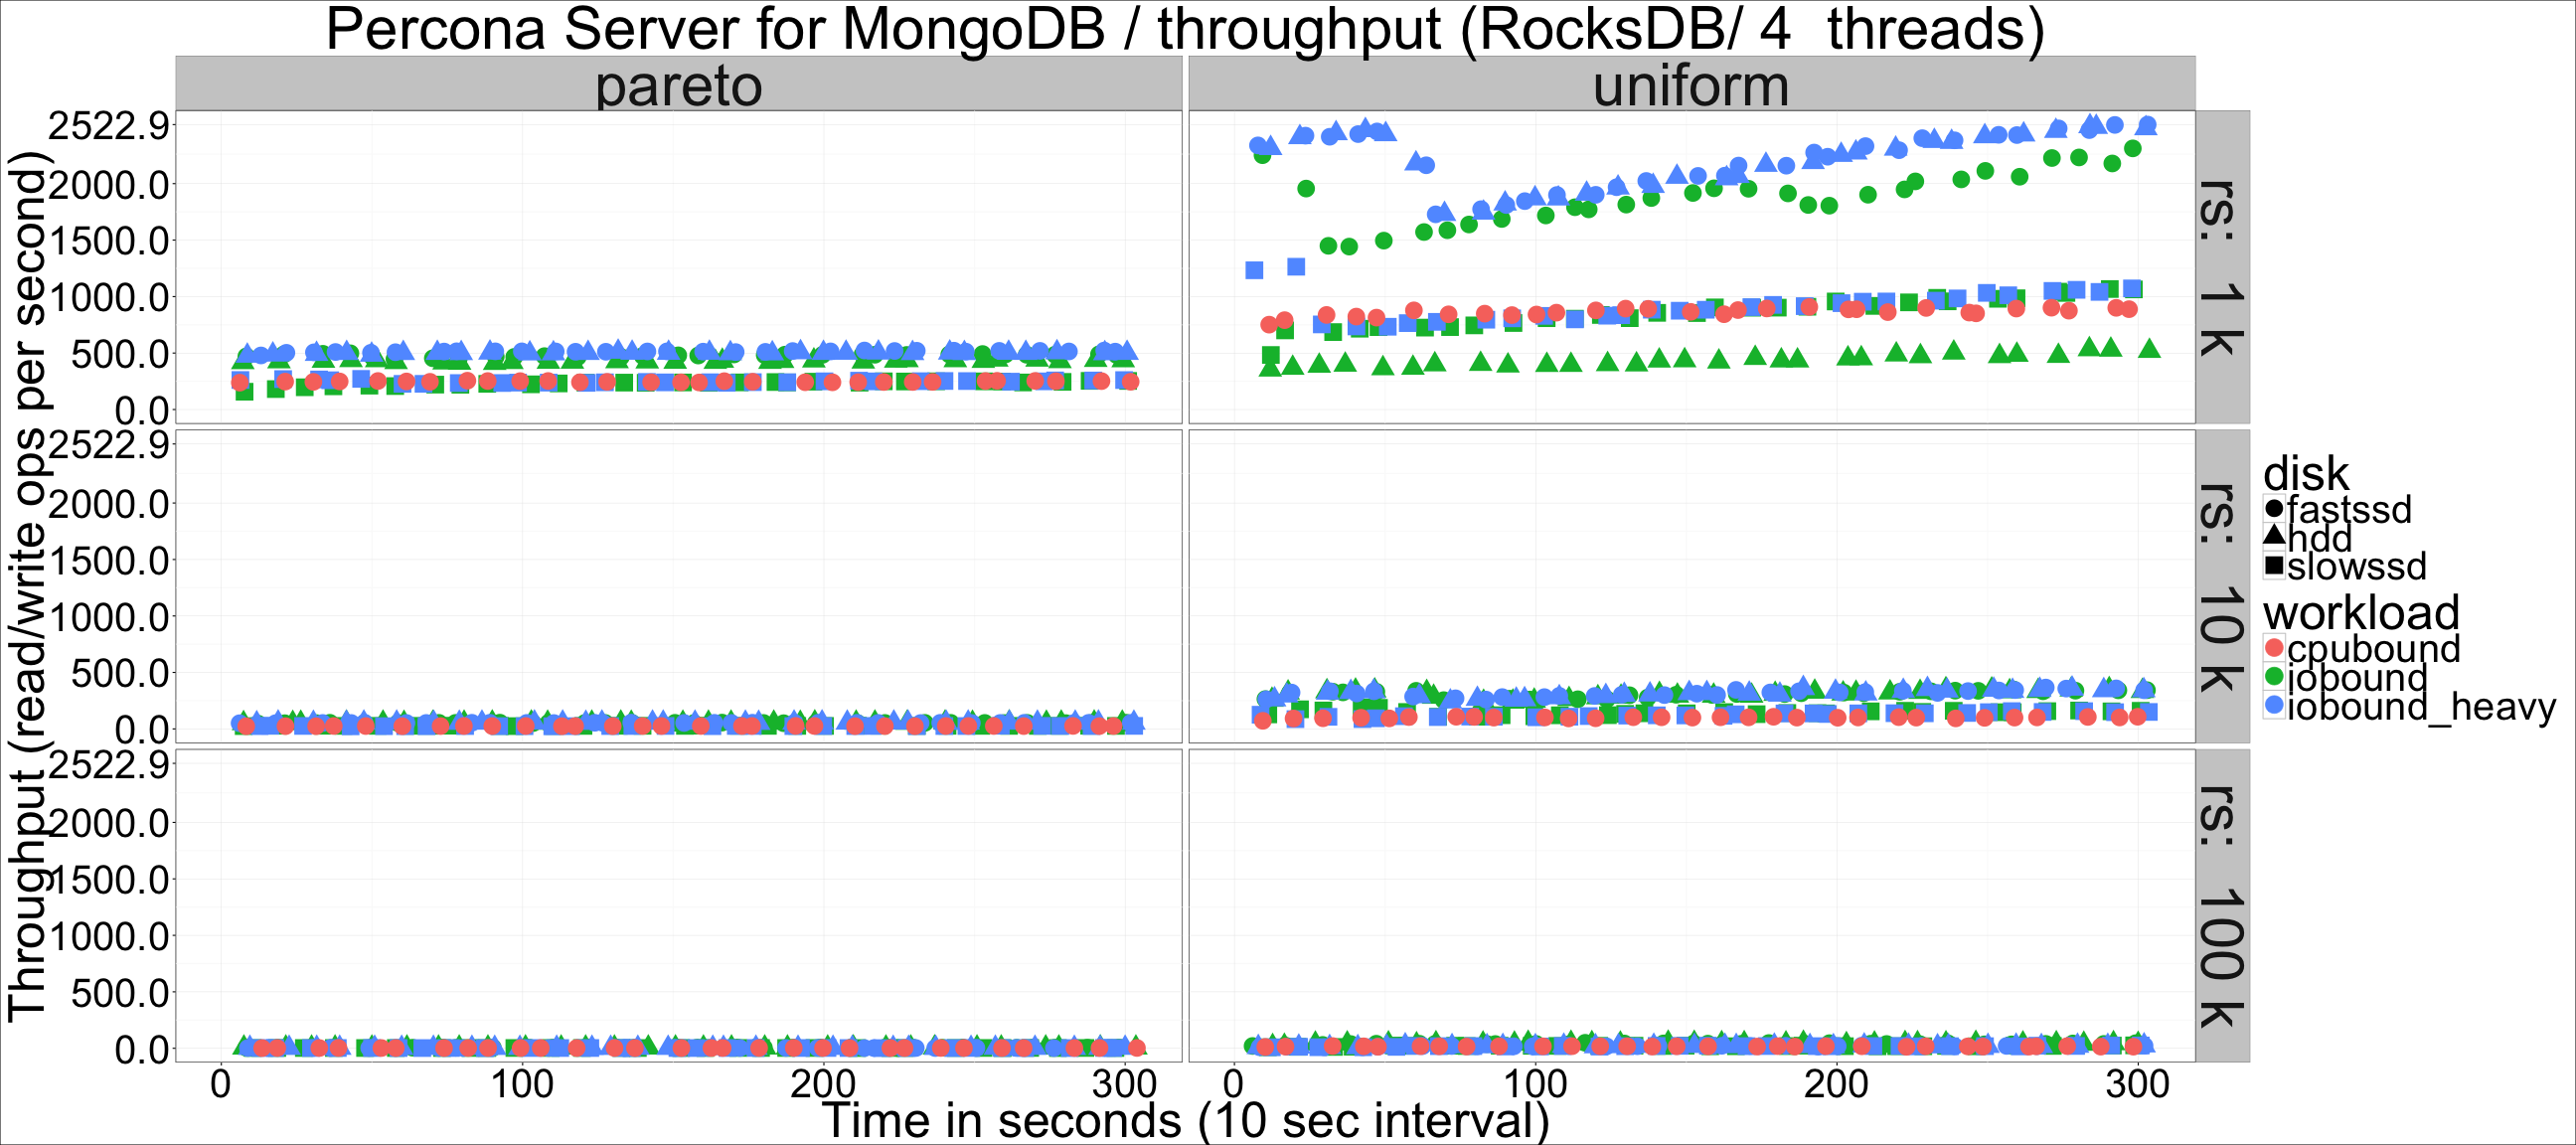 Percona Server for MongoDB / throughput (RocksDB/ 4  threads)
pareto
uniform
Throughput (read/write ops per second)
2522.9
2000.0
1500.0
1000.0
500.0
0.0
rs:  1 k
2522.9
2000.0
1500.0
1000.0
500.0
0.0
rs:  10 k
2522.9
2000.0
1500.0
1000.0
500.0
0.0
rs:  100 k
0
100
200
300
0
100
200
300
Time in seconds (10 sec interval)
disk
fastssd
hdd
slowssd
workload
cpubound
iobound
iobound_heavy